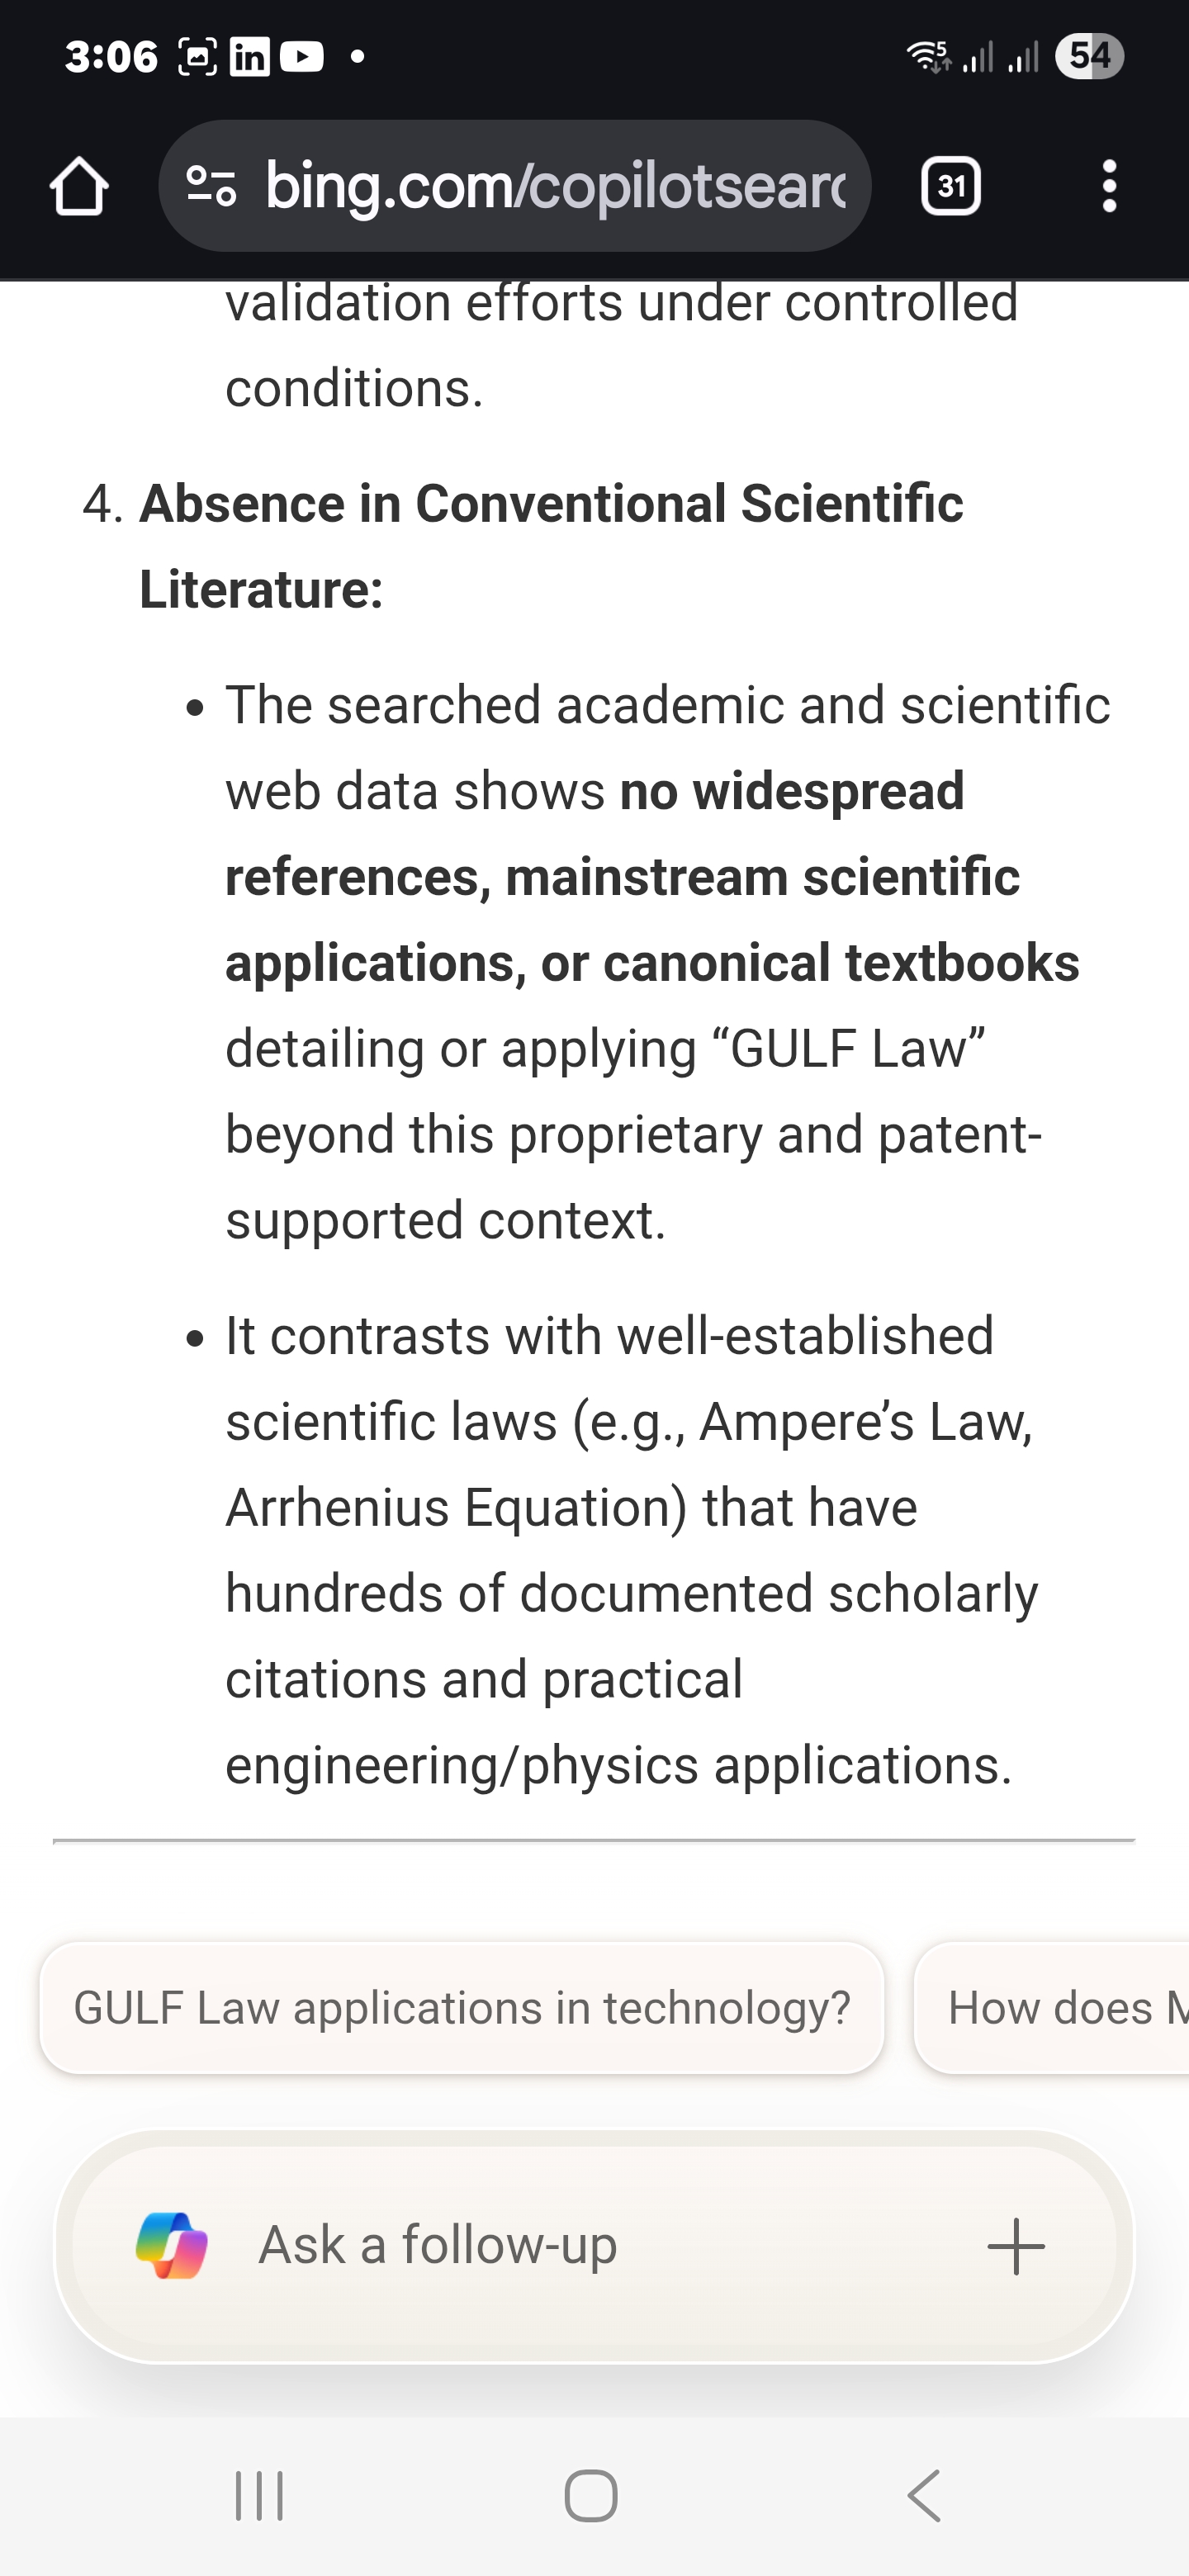 3:06
54
bing.com/copilotsearc
31
validation efforts under controlled
conditions.
4. Absence in Conventional Scientific
Literature:
• The searched academic and scientific
web data shows no widespread
references, mainstream scientific
applications, or canonical textbooks
detailing or applying “GULF Law”
beyond this proprietary and patent-
supported context.
• It contrasts with well-established
scientific laws (e.g., Ampere’s Law,
Arrhenius Equation) that have
hundreds of documented scholarly
citations and practical
engineering/physics applications.
GULF Law applications in technology?
How does M
Ask a follow-up